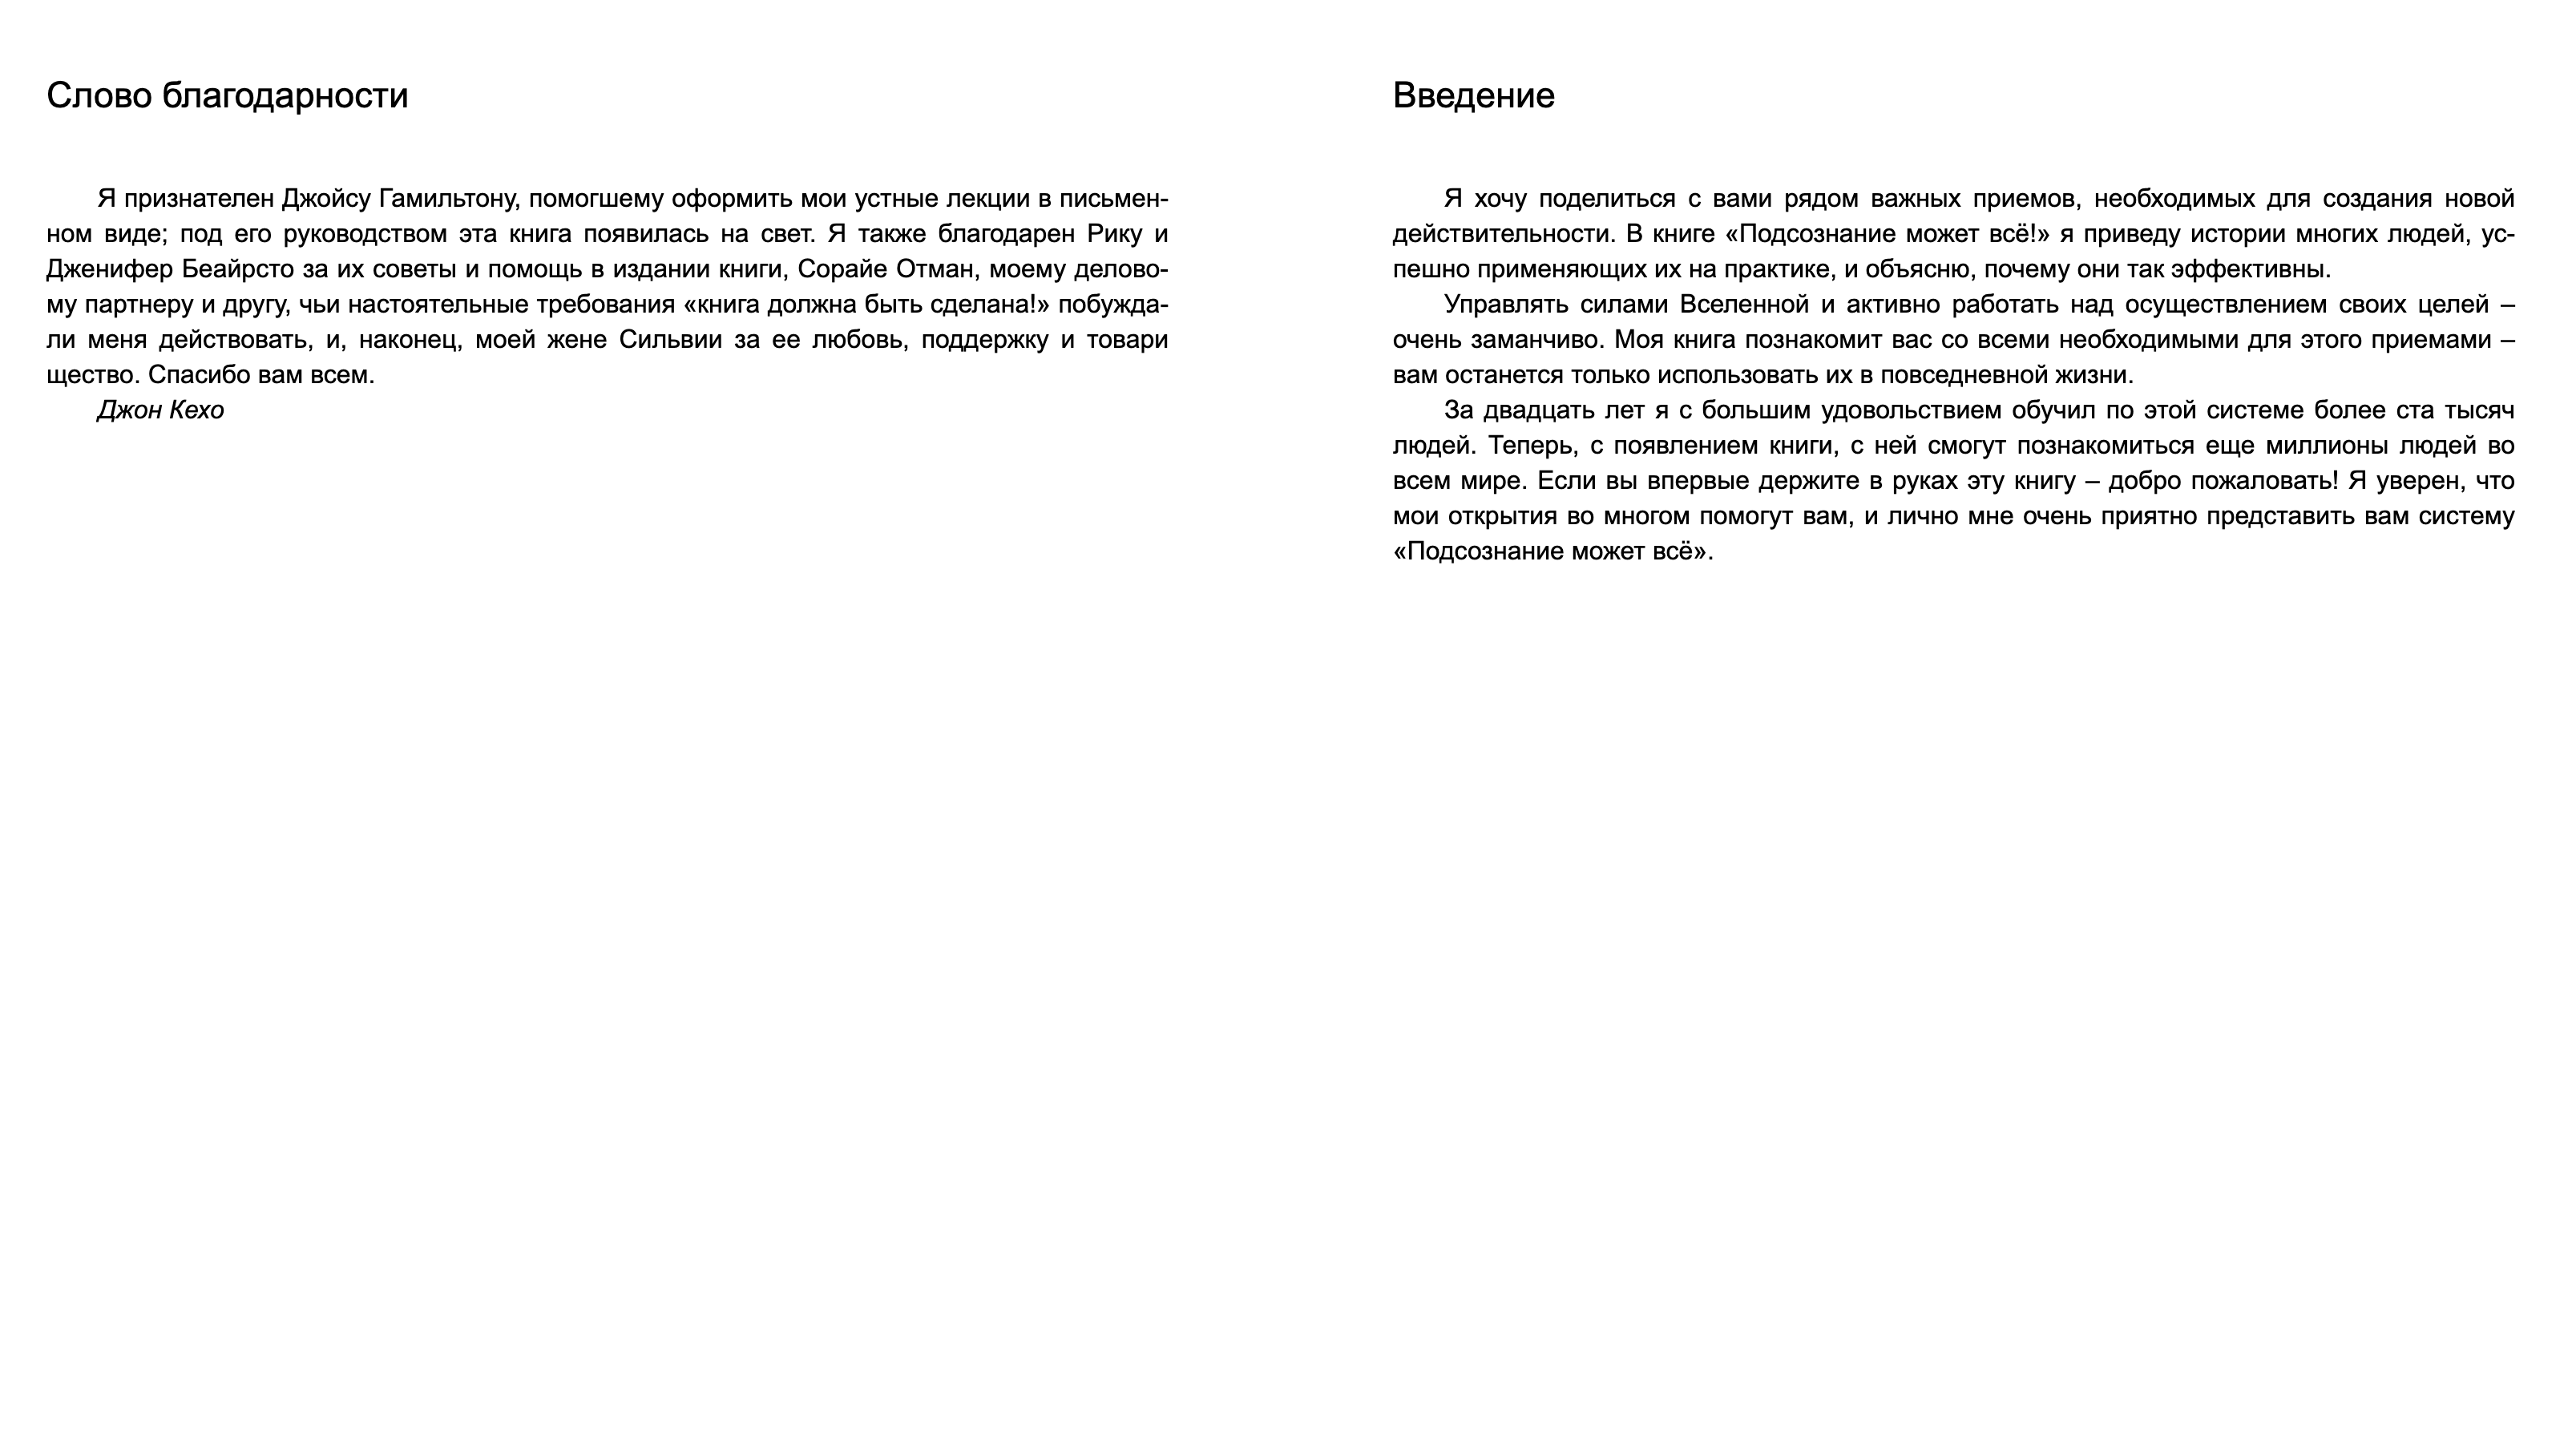 Слово благодарности
Я признателен Джойсу Гамильтону, помогшему оформить мои устные лекции в письмен-
ном виде; под его руководством эта книга появилась на свет. Я также благодарен Рику и
Дженифер Беайрсто за их советы и помощь в издании книги, Сорайе Отман, моему делово-
му партнеру и другу, чьи настоятельные требования «книга должна быть сделана!» побужда-
ли меня действовать, и, наконец, моей жене Сильвии за ее любовь, поддержку и товари
щество. Спасибо вам всем.
Джон Кехо
Введение
Я хочу поделиться с вами рядом важных приемов, необходимых для создания новой
действительности. В книге «Подсознание может всё!» я приведу истории многих людей, ус-
пешно применяющих их на практике, и объясню, почему они так эффективны.
Управлять силами Вселенной и активно работать над осуществлением своих целей –
очень заманчиво. Моя книга познакомит вас со всеми необходимыми для этого приемами –
вам останется только использовать их в повседневной жизни.
За двадцать лет я с большим удовольствием обучил по этой системе более ста тысяч
людей. Теперь, с появлением книги, с ней смогут познакомиться еще миллионы людей во
всем мире. Если вы впервые держите в руках эту книгу – добро пожаловать! Я уверен, что
мои открытия во многом помогут вам, и лично мне очень приятно представить вам систему
«Подсознание может всё».